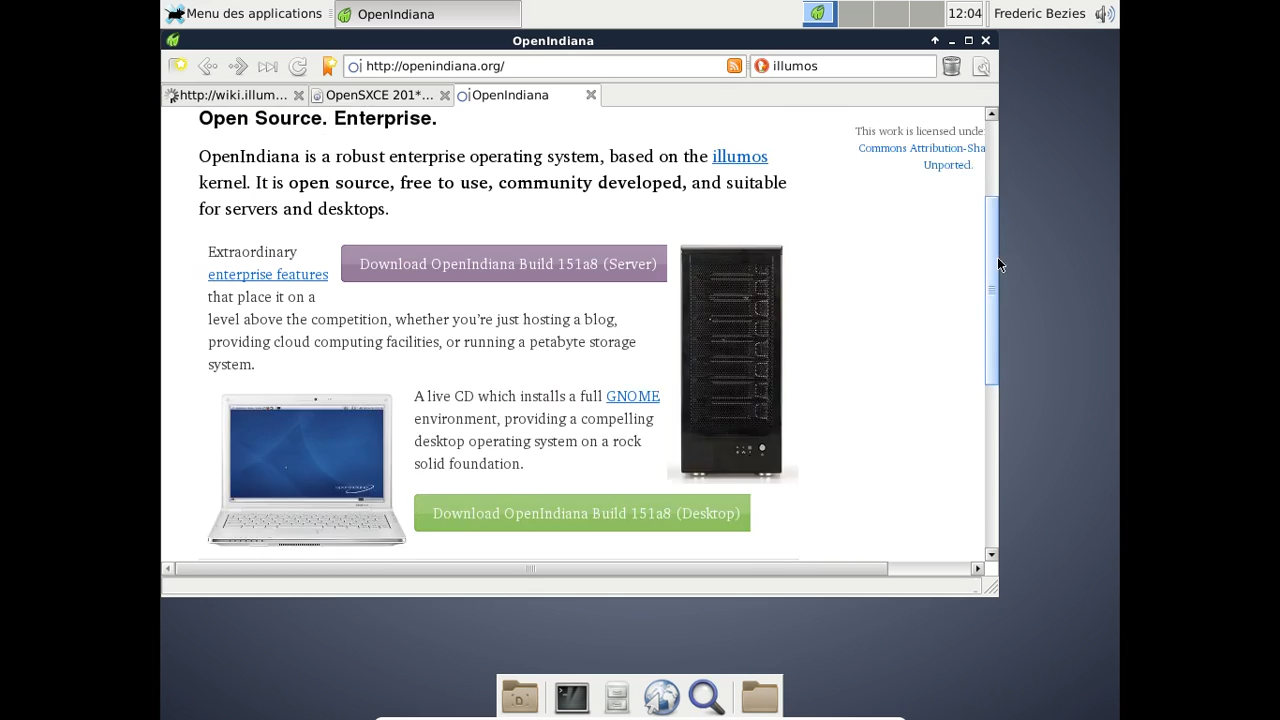 Menu des applications
OpenIndiana
12:04
Frederic Bezies
OpenIndiana
http://openindiana.org/
illumos
http://wiki.illum...
OpenSXCE 201*...
OpenIndiana
Open Source. Enterprise.
OpenIndiana is a robust enterprise operating system, based on the illumos
kernel. It is open source, free to use, community developed, and suitable
for servers and desktops.
This work is licensed unde
Commons Attribution-Sha
Unported.
Extraordinary
enterprise features
that place it on a
level above the competition, whether you're just hosting a blog,
providing cloud computing facilities, or running a petabyte storage
system.
Download OpenIndiana Build 151a8 (Server)
A live CD which installs a full GNOME
environment, providing a compelling
desktop operating system on a rock
solid foundation.
Download OpenIndiana Build 151a8 (Desktop)